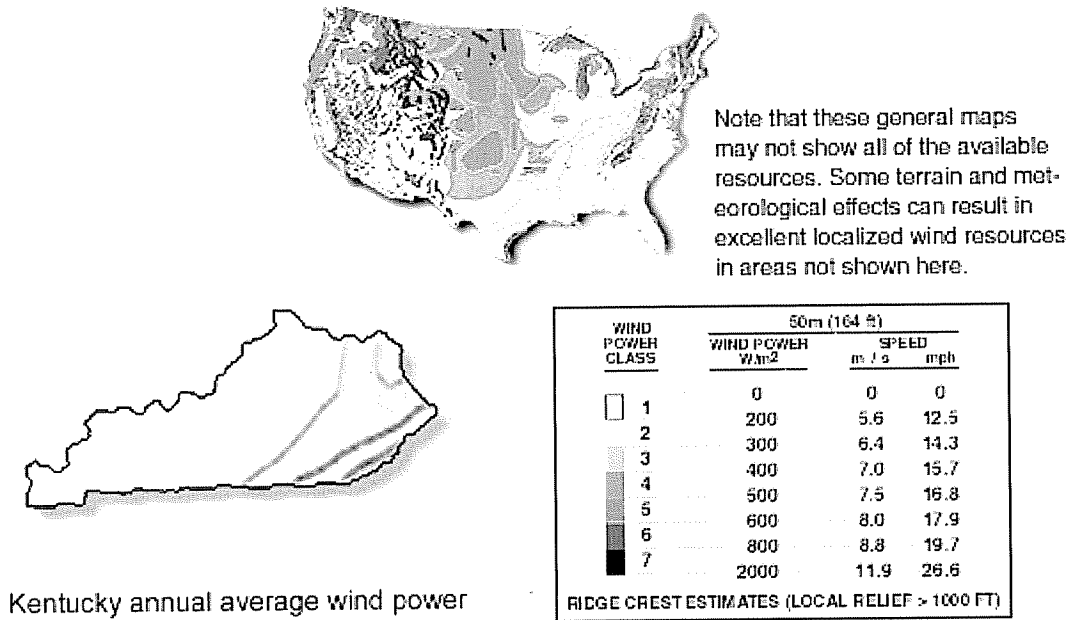 Note that these general maps
may not show all of the available
resources. Some terrain and met-
eorological effects can result in
excellent localized wind resources
in areas not shown here.
WIND POWER CLASS
50m (164 ft)
WIND POWER W/m2
SPEED
m / s mph
0 0 0
1
200 5.6 12.5
2
300 6.4 14.3
3
400 7.0 15.7
4
500 7.5 16.8
5
600 8.0 17.9
6
800 8.8 19.7
7
2000 11.9 26.6
RIDGE CREST ESTIMATES (LOCAL RELIEF > 1000 FT)
Kentucky annual average wind power